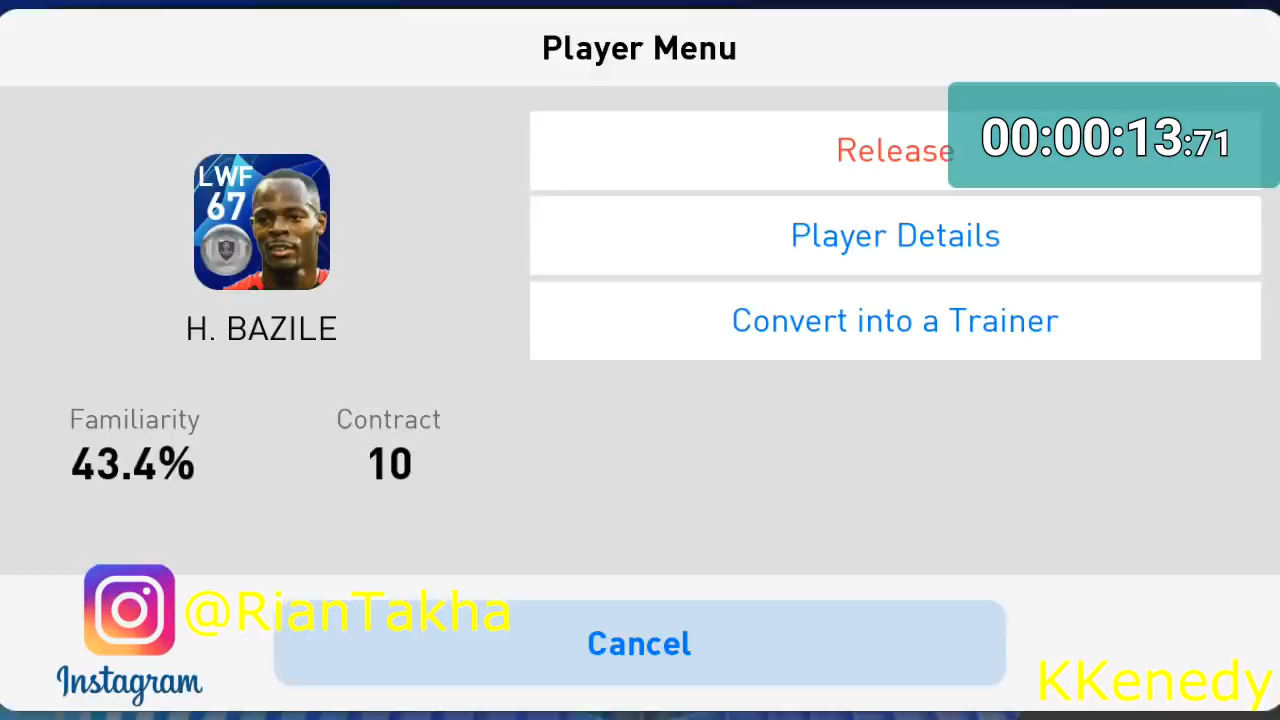 Player Menu
00:00:13:71
Release
LWF
67
Player Details
Convert into a Trainer
H. BAZILE
Familiarity
Contract
43.4%
10
@RianTakha
Cancel
Instagram
KKenedy